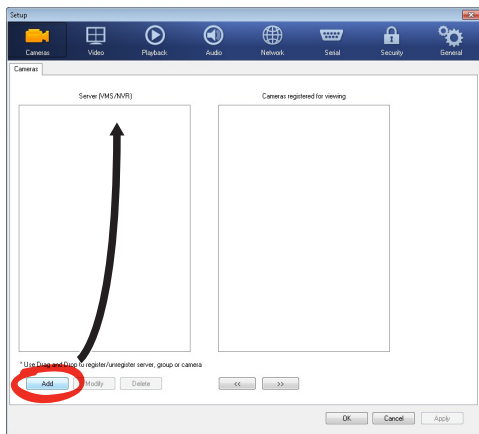 Setup
Cameras Video Playback Audio Network Serial Security General
Cameras
Server (VMS/NVR) Cameras registered for viewing
* Use Drag and Drop to register/unregister server, group or camera
Add Modify Delete << >>
OK Cancel Apply